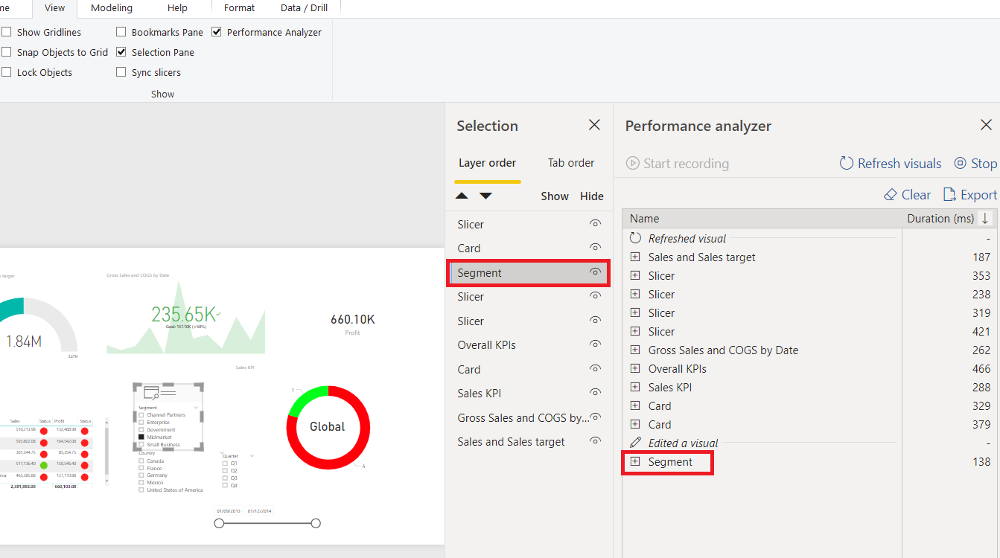 me View Modeling Help Format Data / Drill
Show Gridlines Bookmarks Pane Performance Analyzer
Snap Objects to Grid Selection Pane
Lock Objects Sync slicers
Show
Selection
Layer order Tab order
Show Hide
Slicer
Card
Segment
Slicer
Slicer
Overall KPIs
Card
Sales KPI
Gross Sales and COGS by...
Sales and Sales target
Performance analyzer
Start recording Refresh visuals Stop
Clear Export
Name Duration (ms)
Refreshed visual -
Sales and Sales target 187
Slicer 353
Slicer 238
Slicer 319
Slicer 421
Gross Sales and COGS by Date 262
Overall KPIs 466
Sales KPI 288
Card 329
Card 379
Edited a visual -
Segment 138
target
1.84M
3.67M
Gross Sales and COGS by Date
235.65K
Goal: 157.10K (+50%)
660.10K
Profit
Sales KPI
Segment
Channel Partners
Enterprise
Government
Midmarket
Small Business
Country
Canada
France
Germany
Mexico
United States of America
Quarter
Q1
Q2
Q3
Q4
1
Global
4
Sales Status Profit Status
510,213.98 132,488.98
593,802.08 164,542.08
301,344.75 85,354.75
511,136.40 150,546.40
465,385.88 127,170.88
2,381,883.08 660,103.08
01/09/2013 01/12/2014